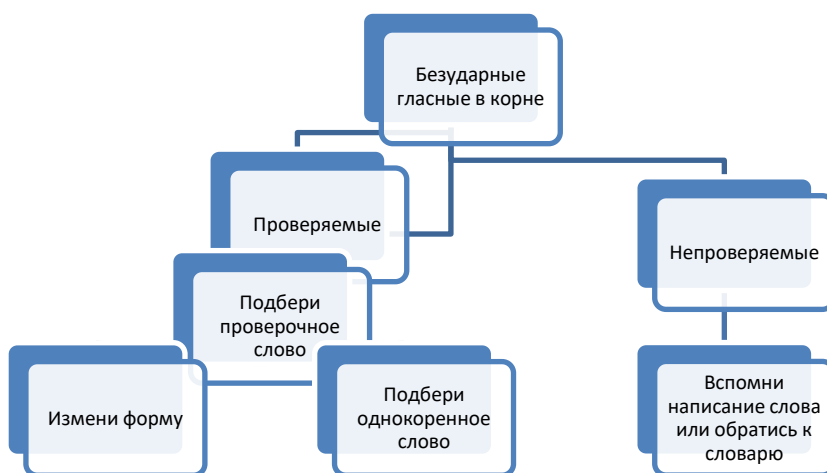 Безударные
гласные в корне
Проверяемые
Непроверяемые
Подбери
проверочное
слово
Измени форму
Подбери
однокоренное
слово
Вспомни
написание слова
или обратись к
словарю